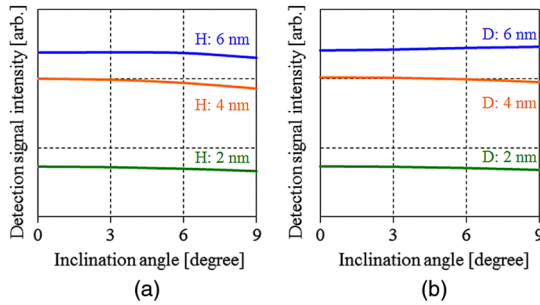 Detection signal intensity [arb.]
H: 6 nm
H: 4 nm
H: 2 nm
0 3 6 9
Inclination angle [degree]
(a)
Detection signal intensity [arb.]
D: 6 nm
D: 4 nm
D: 2 nm
0 3 6 9
Inclination angle [degree]
(b)